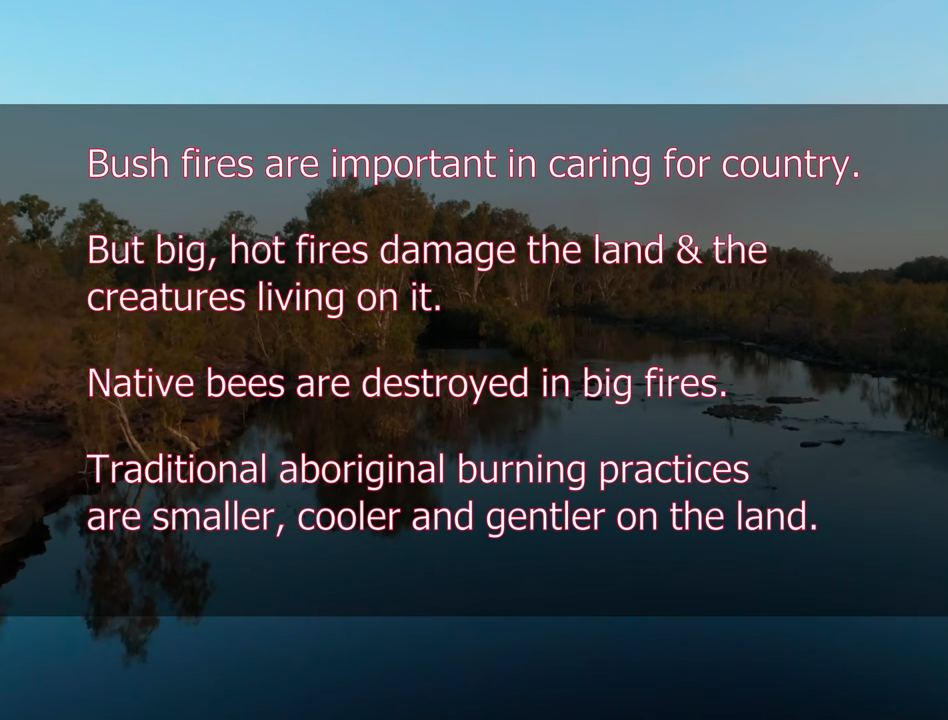 Bush fires are important in caring for country.
But big, hot fires damage the land & the
creatures living on it.
Native bees are destroyed in big fires.
Traditional aboriginal burning practices
are smaller, cooler and gentler on the land.